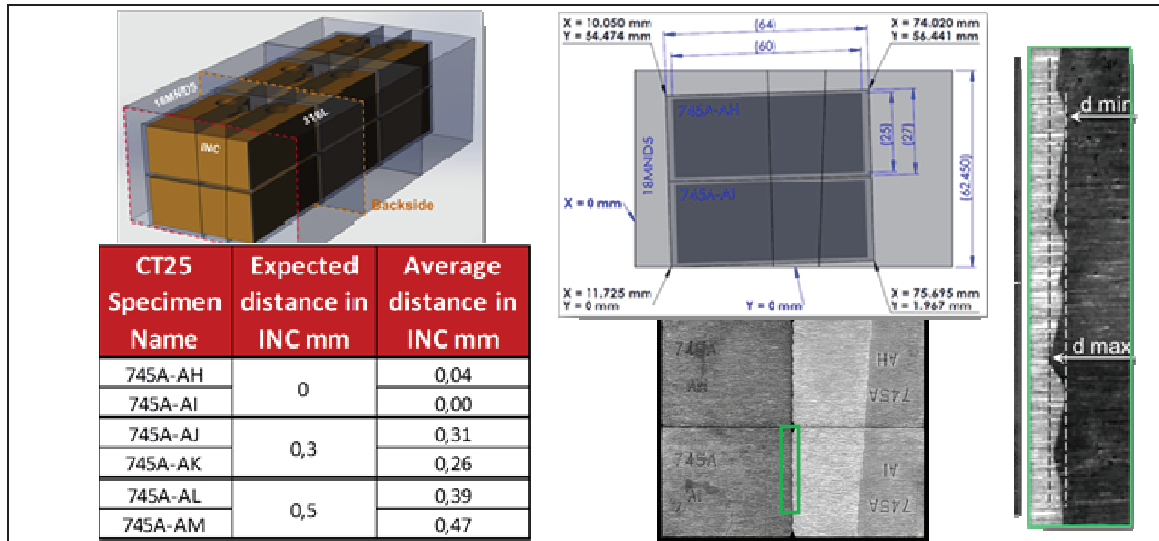 18MND5
316L
INC
Backside
CT25
Specimen
Name
Expected
distance in
INC mm
Average
distance in
INC mm
745A-AH
0
0,04
745A-AI
0,00
745A-AJ
0,3
0,31
745A-AK
0,26
745A-AL
0,5
0,39
745A-AM
0,47
X = 10.050 mm
Y = 54.474 mm
(64)
(60)
X = 74.020 mm
Y = 56.441 mm
745A-AH
745A-AI
18MND5
(25)
(27)
(62.450)
X = 0 mm
X = 11.725 mm
Y = 0 mm
Y = 0 mm
X = 75.695 mm
Y = 1.967 mm
745A
AH
AH
745A
745A
AI
AI
745A
d min
d max